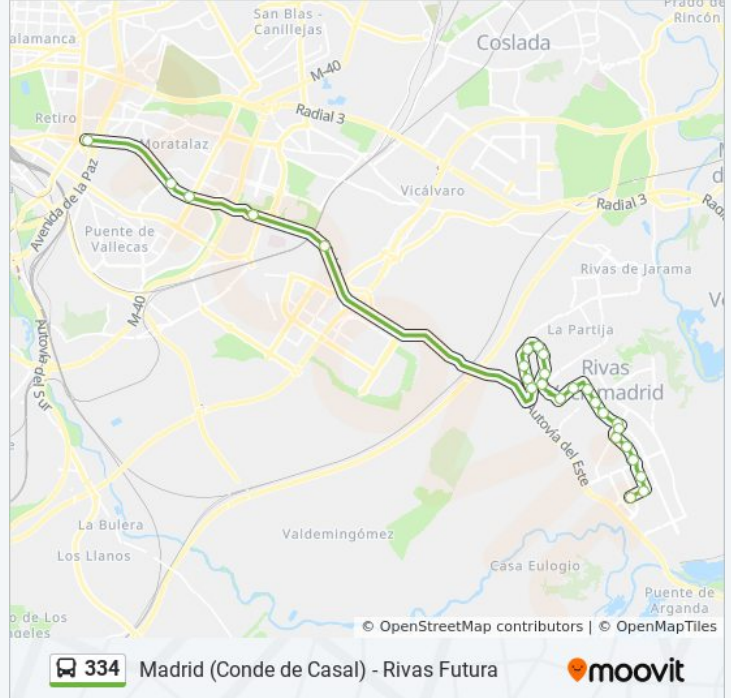 Prado de
Rincón
San Blas -
Canillejas
alamanca
Coslada
M-40
Radial 3
Retiro
Moratalaz
Avenida de la Paz
Vicálvaro
Radial 3
Puente de
Vallecas
Rivas de Jarama
M-40
La Partija
Autovía del Sur
Rivas
madrid
Autovía del Este
La Bulera
Valdemingómez
Los Llanos
Casa Eulogio
Puente de
Arganda
o de Los
© OpenStreetMap contributors | © OpenMapTiles
334 Madrid (Conde de Casal) - Rivas Futura
moovit